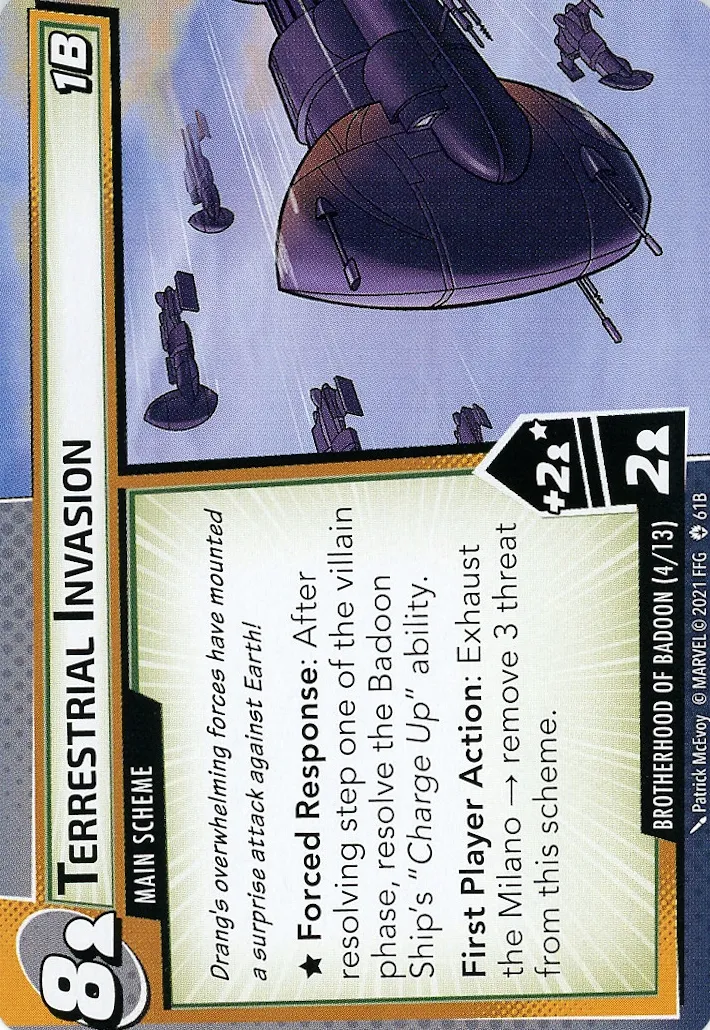 8
TERRESTRIAL INVASION
1B
MAIN SCHEME
Drang's overwhelming forces have mounted
a surprise attack against Earth!
★ Forced Response: After
resolving step one of the villain
phase, resolve the Badoon
Ship's "Charge Up" ability.
First Player Action: Exhaust
the Milano → remove 3 threat
from this scheme.
+2★
2
BROTHERHOOD OF BADOON (4/13)
Patrick McEvoy © MARVEL © 2021 FFG 61B